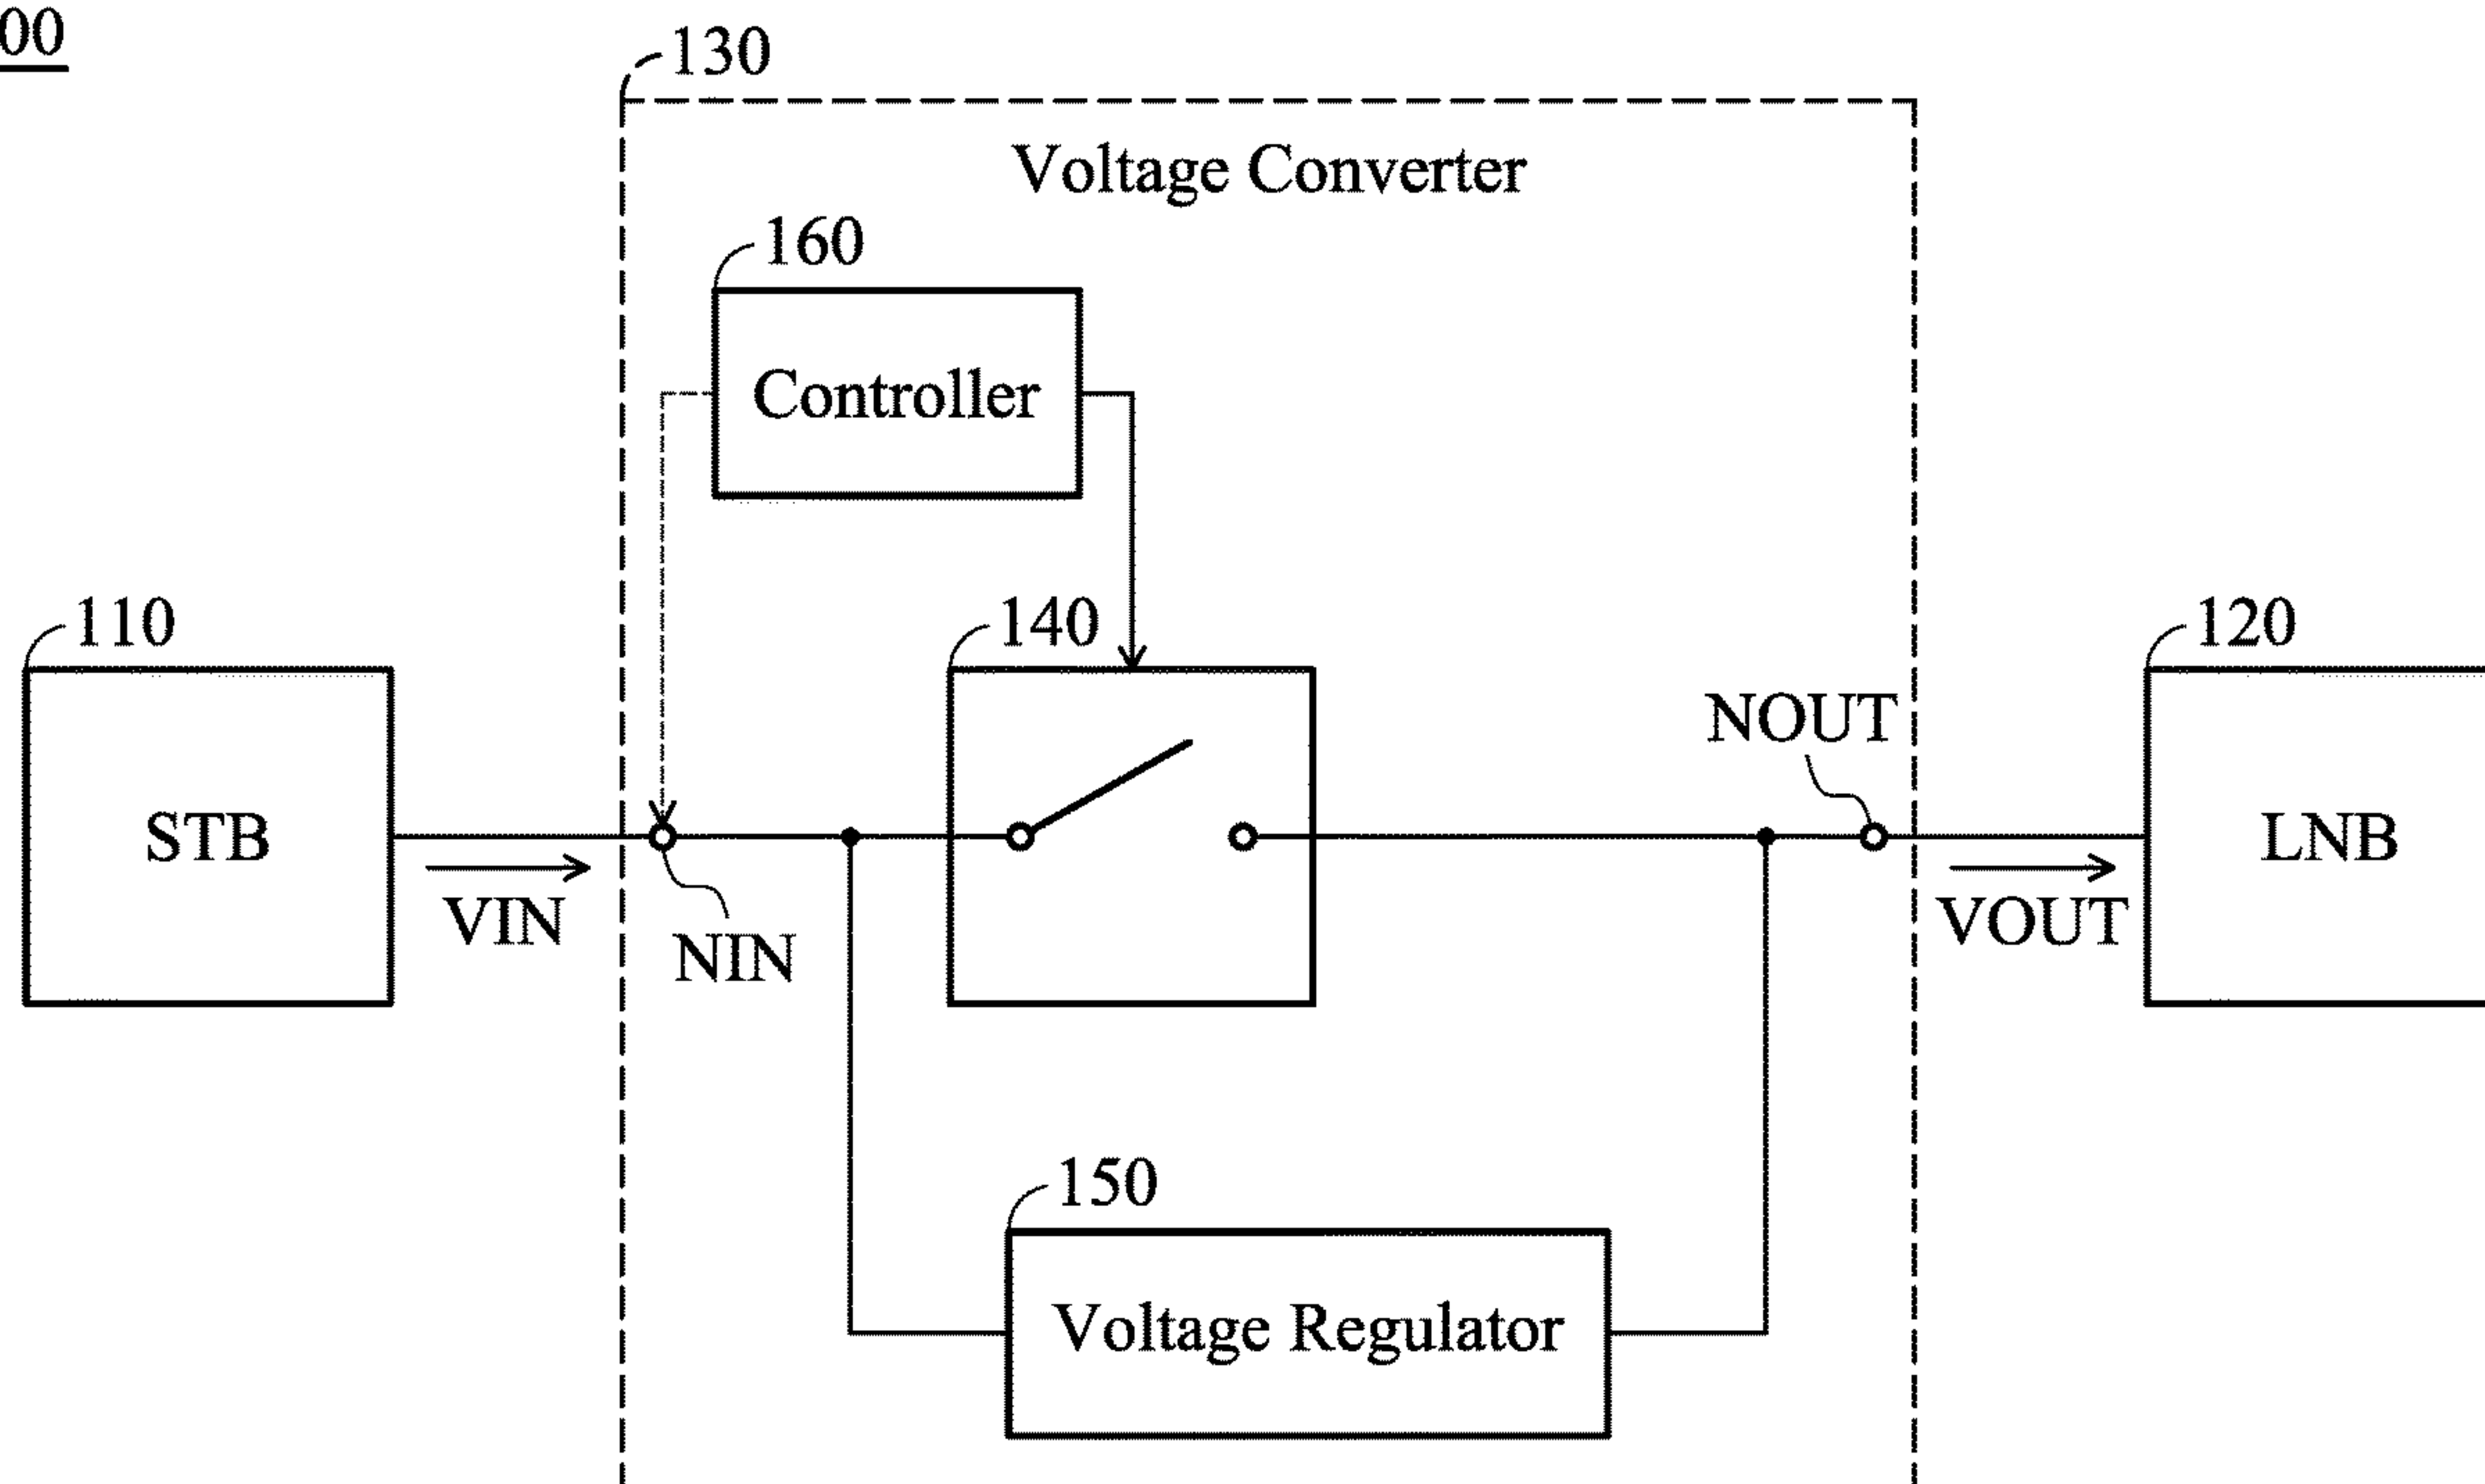 00
130
Voltage Converter
160
Controller
110
140
120
NOUT
STB
LNB
VIN
NIN
VOUT
150
Voltage Regulator